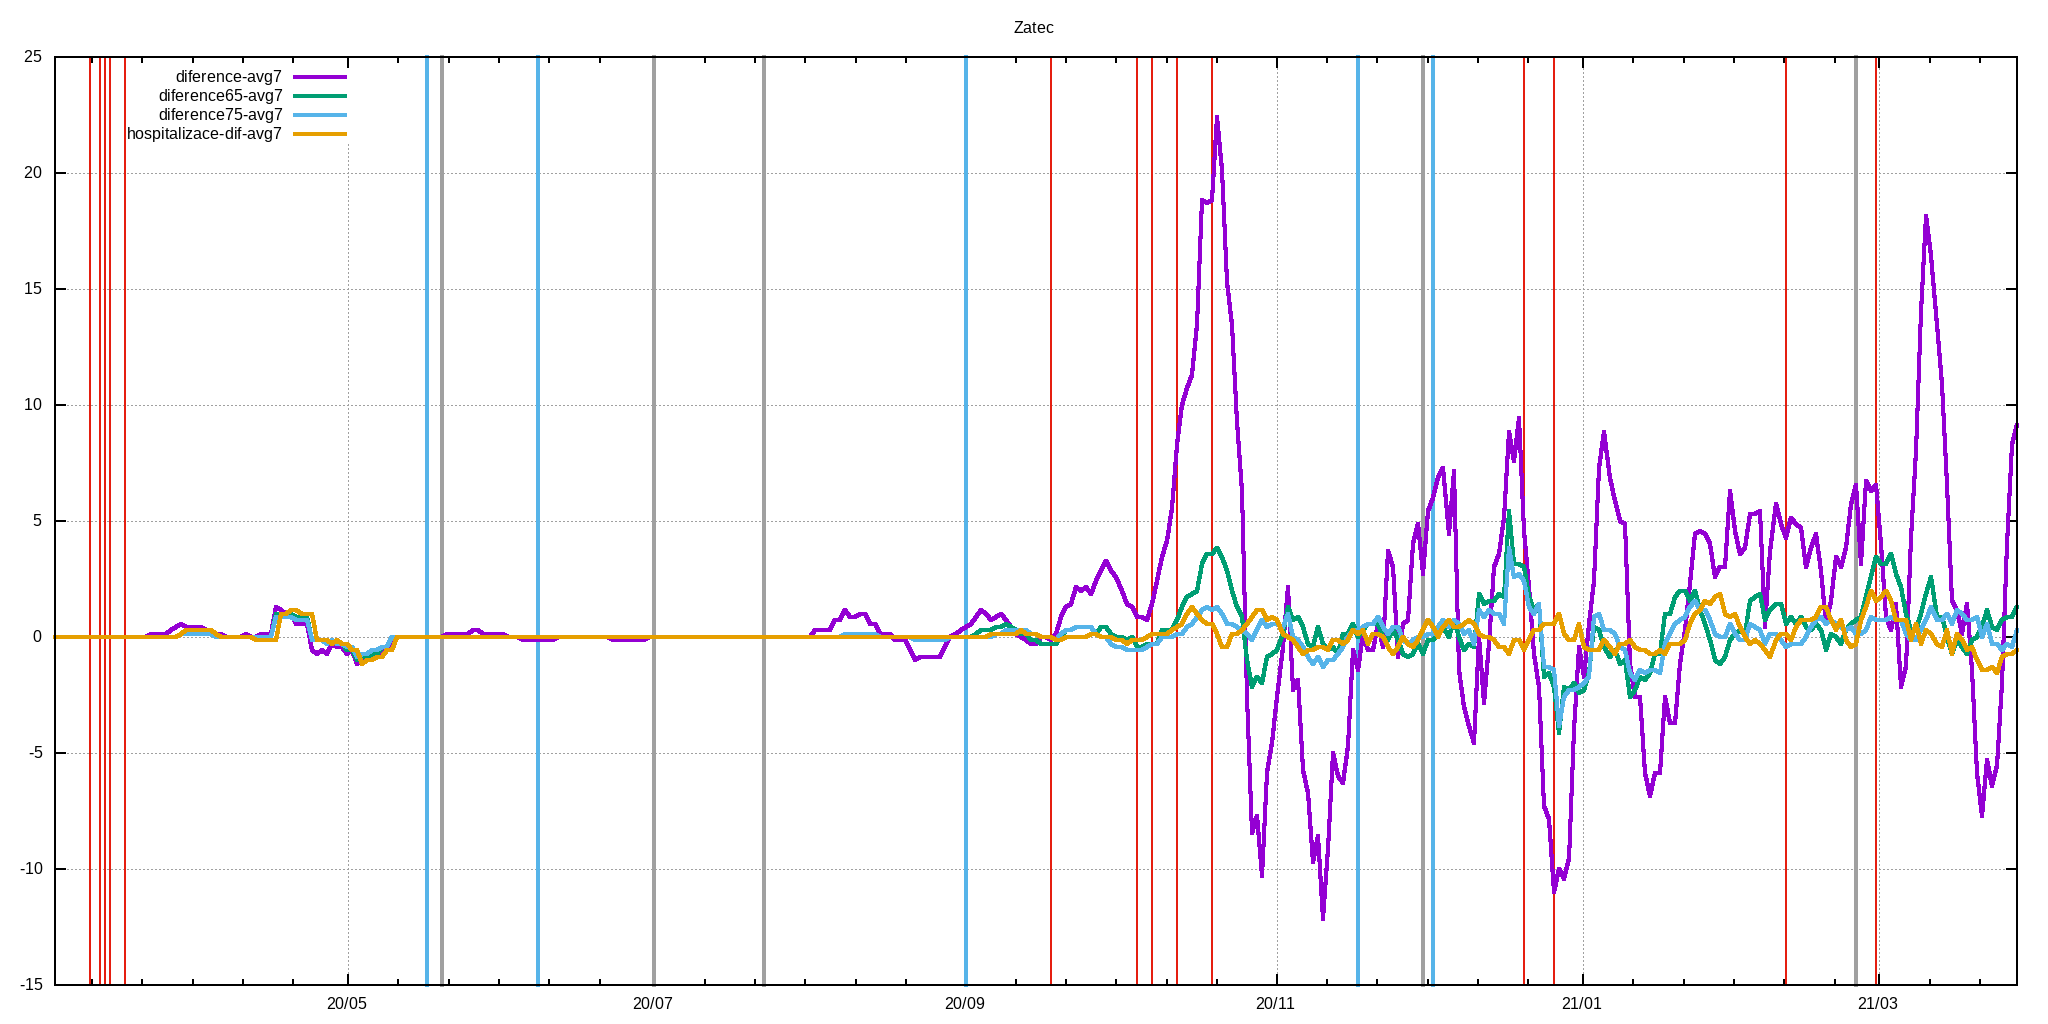 Zatec
25
20
15
10
5
0
-5
-10
-15
diference-avg7
diference65-avg7
diference75-avg7
hospitalizace-dif-avg7
20/05 20/07 20/09 20/11 21/01 21/03